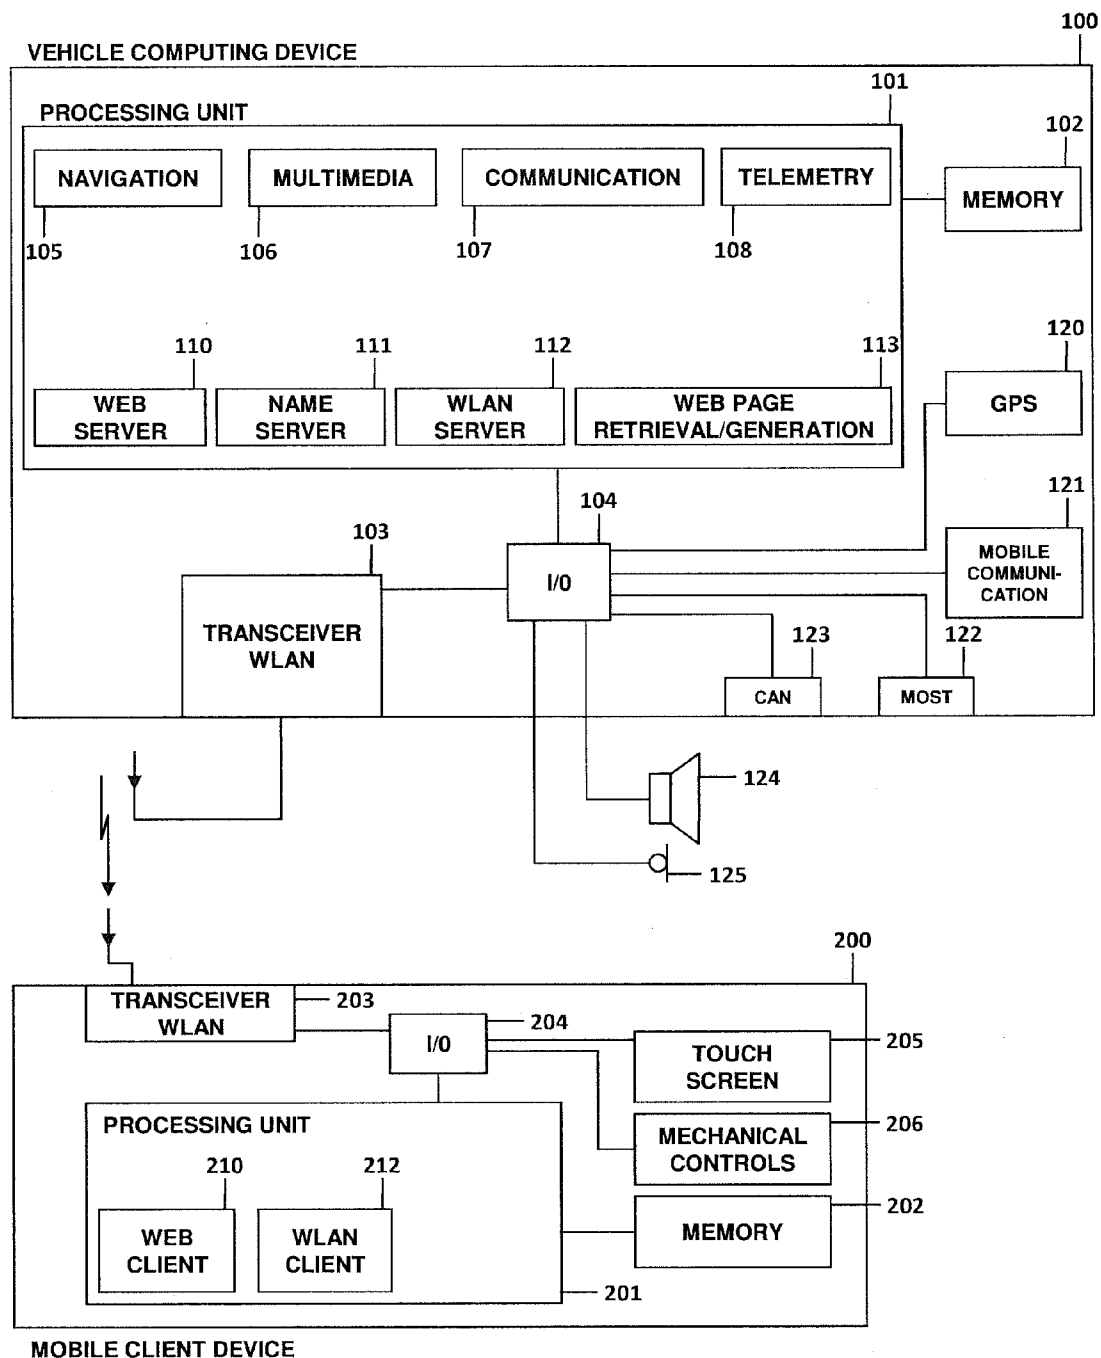 100
VEHICLE COMPUTING DEVICE
101
PROCESSING UNIT
102
NAVIGATION
MULTIMEDIA
COMMUNICATION
TELEMETRY
MEMORY
105
106
107
108
120
110
111
112
113
WEB
SERVER
NAME
SERVER
WLAN
SERVER
WEB PAGE
RETRIEVAL/GENERATION
GPS
104
121
103
I/0
MOBILE
COMMUNI-
CATION
TRANSCEIVER
WLAN
123
122
CAN
MOST
124
125
200
TRANSCEIVER
WLAN
203
204
I/0
205
TOUCH
SCREEN
PROCESSING UNIT
206
MECHANICAL
CONTROLS
210
212
202
WEB
CLIENT
WLAN
CLIENT
MEMORY
201
MOBILE CLIENT DEVICE